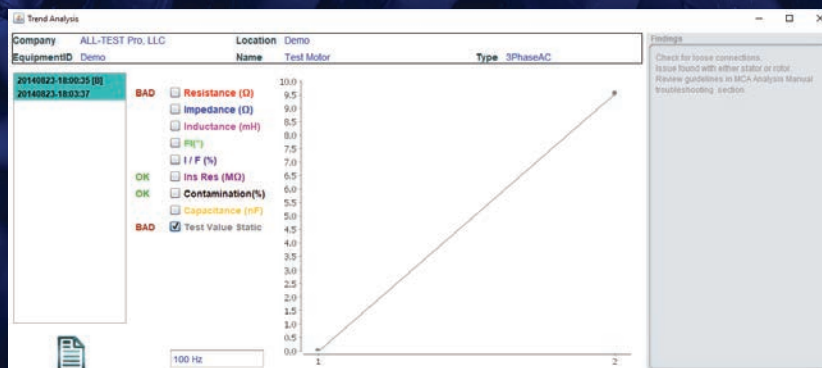 Trend Analysis
Company ALL-TEST Pro, LLC Location Demo
EquipmentID Demo Name Test Motor Type 3PhaseAC
Findings
Check for loose connections.
Issue found with either stator or rotor.
Review guidelines in MCA Analysis Manual
troubleshooting section.
20140823-18:00:35 [B]
20140823-18:03:37
BAD Resistance (Ω)
Impedance (Ω)
Inductance (mH)
Fi(°)
I / F (%)
OK Ins Res (MΩ)
OK Contamination(%)
Capacitance (nF)
BAD Test Value Static
100 Hz
10.0
9.5
9.0
8.5
8.0
7.5
7.0
6.5
6.0
5.5
5.0
4.5
4.0
3.5
3.0
2.5
2.0
1.5
1.0
0.5
0.0
1 2